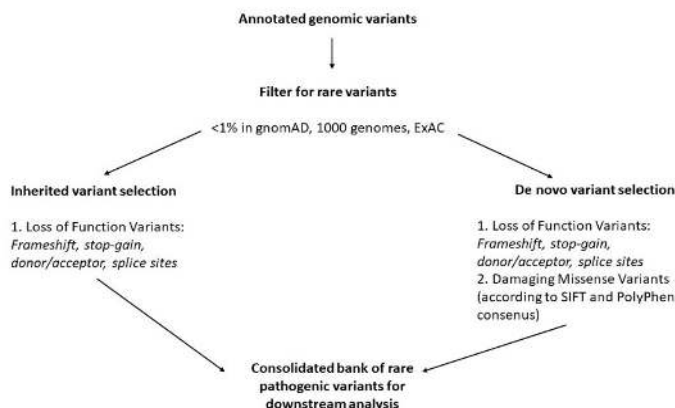 Annotated genomic variants
Filter for rare variants
<1% in gnomAD, 1000 genomes, ExAC
Inherited variant selection
1. Loss of Function Variants:
Frameshift, stop-gain,
donor/acceptor, splice sites
De novo variant selection
1. Loss of Function Variants:
Frameshift, stop-gain,
donor/acceptor, splice sites
2. Damaging Missense Variants
(according to SIFT and PolyPhen
consenus)
Consolidated bank of rare
pathogenic variants for
downstream analysis